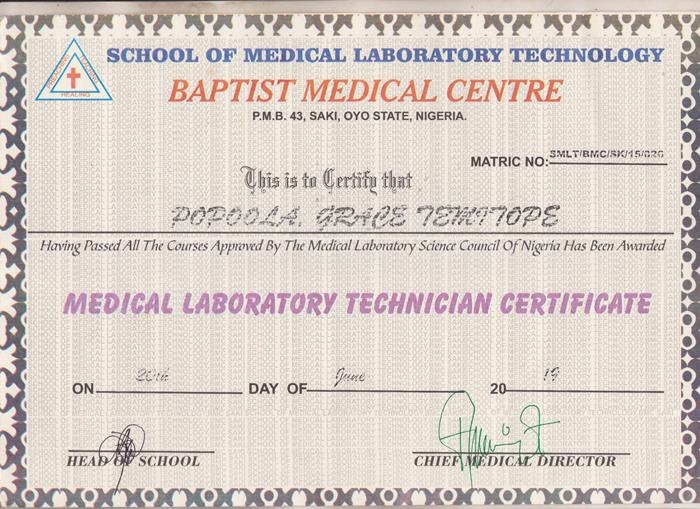 SCHOOL OF MEDICAL LABORATORY TECHNOLOGY
HEALING
BAPTIST MEDICAL CENTRE
P.M.B. 43, SAKI, OYO STATE, NIGERIA.
MATRIC NO: SMLT/BMC/SK/15/026
This is to Certify that
POPOOLA, GRACE TEMITOPE
Having Passed All The Courses Approved By The Medical Laboratory Science Council Of Nigeria Has Been Awarded
MEDICAL LABORATORY TECHNICIAN CERTIFICATE
ON 20th DAY OF June 20 19
HEAD OF SCHOOL CHIEF MEDICAL DIRECTOR